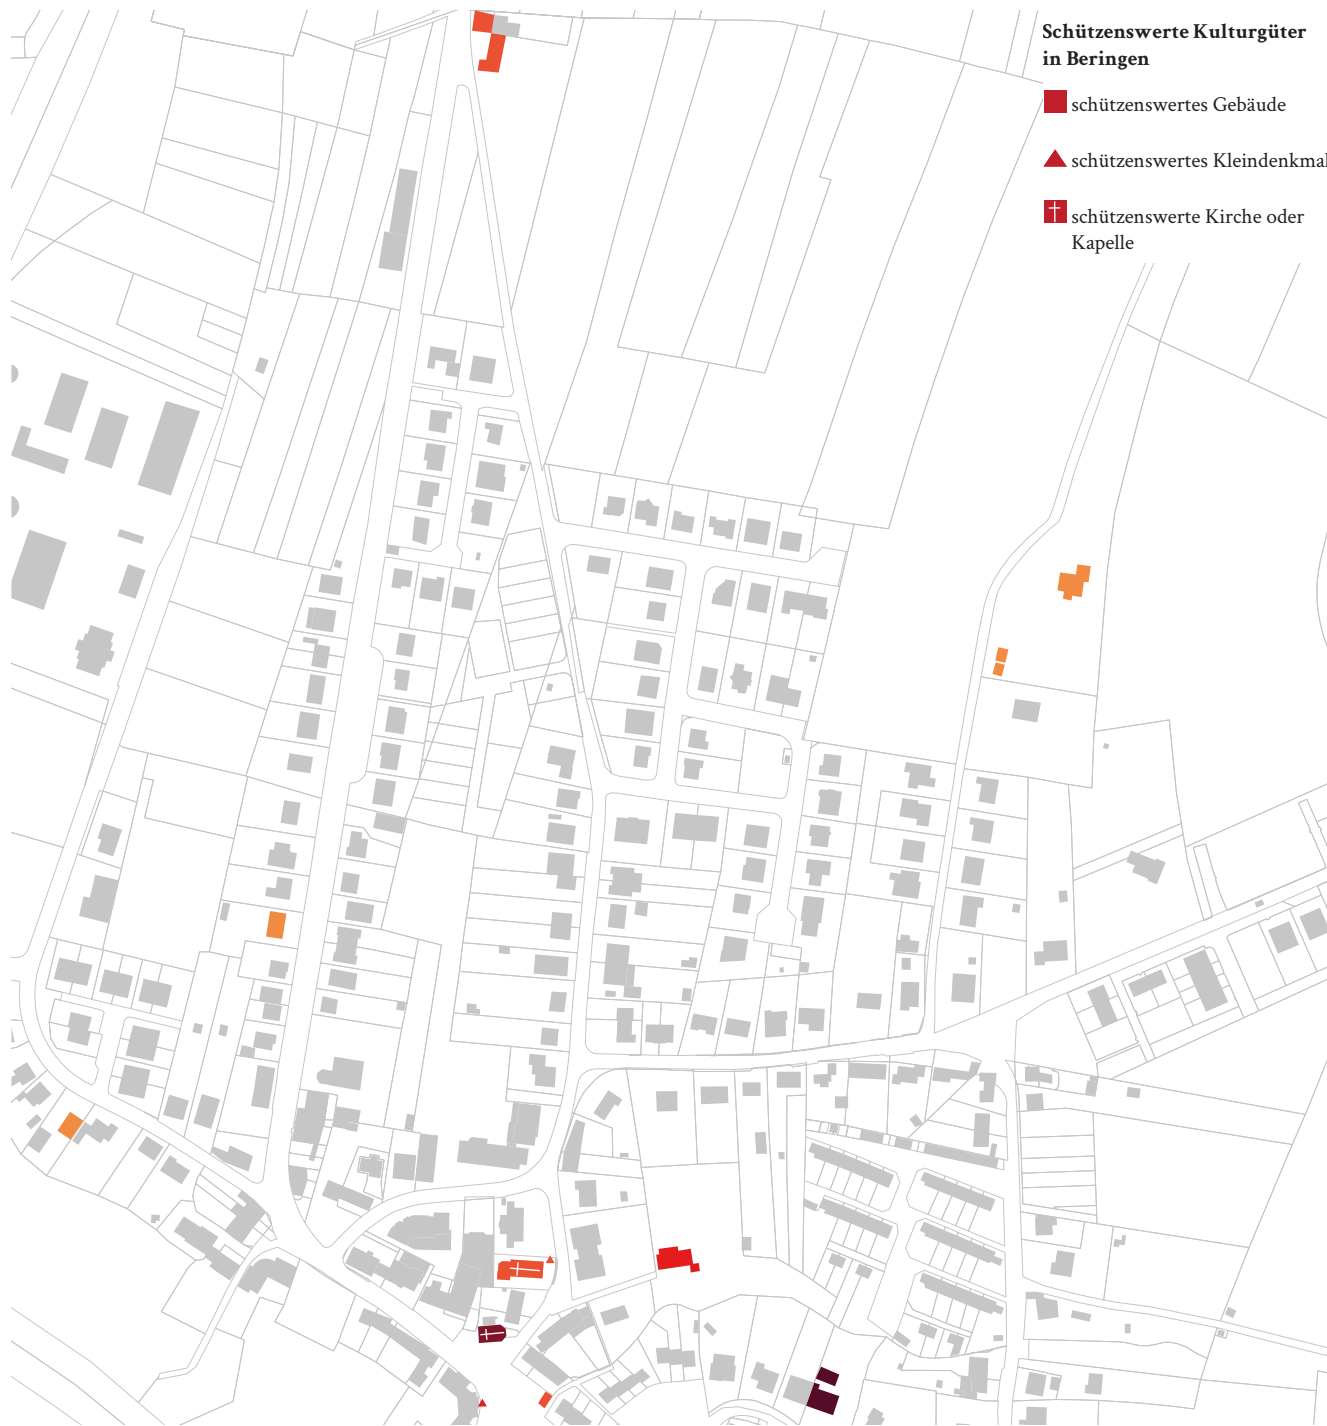 Schützenswerte Kulturgüter
in Beringen
schützenswertes Gebäude
schützenswertes Kleindenkmal
schützenswerte Kirche oder
Kapelle